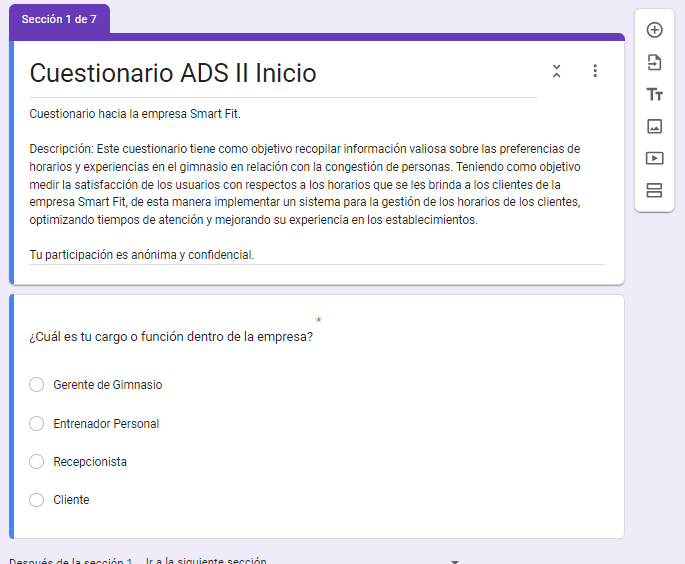 Sección 1 de 7
Cuestionario ADS II Inicio
Cuestionario hacia la empresa Smart Fit.
Descripción: Este cuestionario tiene como objetivo recopilar información valiosa sobre las preferencias de
horarios y experiencias en el gimnasio en relación con la congestión de personas. Teniendo como objetivo
medir la satisfacción de los usuarios con respectos a los horarios que se les brinda a los clientes de la
empresa Smart Fit, de esta manera implementar un sistema para la gestión de los horarios de los clientes,
optimizando tiempos de atención y mejorando su experiencia en los establecimientos.
Tu participación es anónima y confidencial.
*
¿Cuál es tu cargo o función dentro de la empresa?
Gerente de Gimnasio
Entrenador Personal
Recepcionista
Cliente
Después de la sección 1 Ir a la siguiente sección
Tт